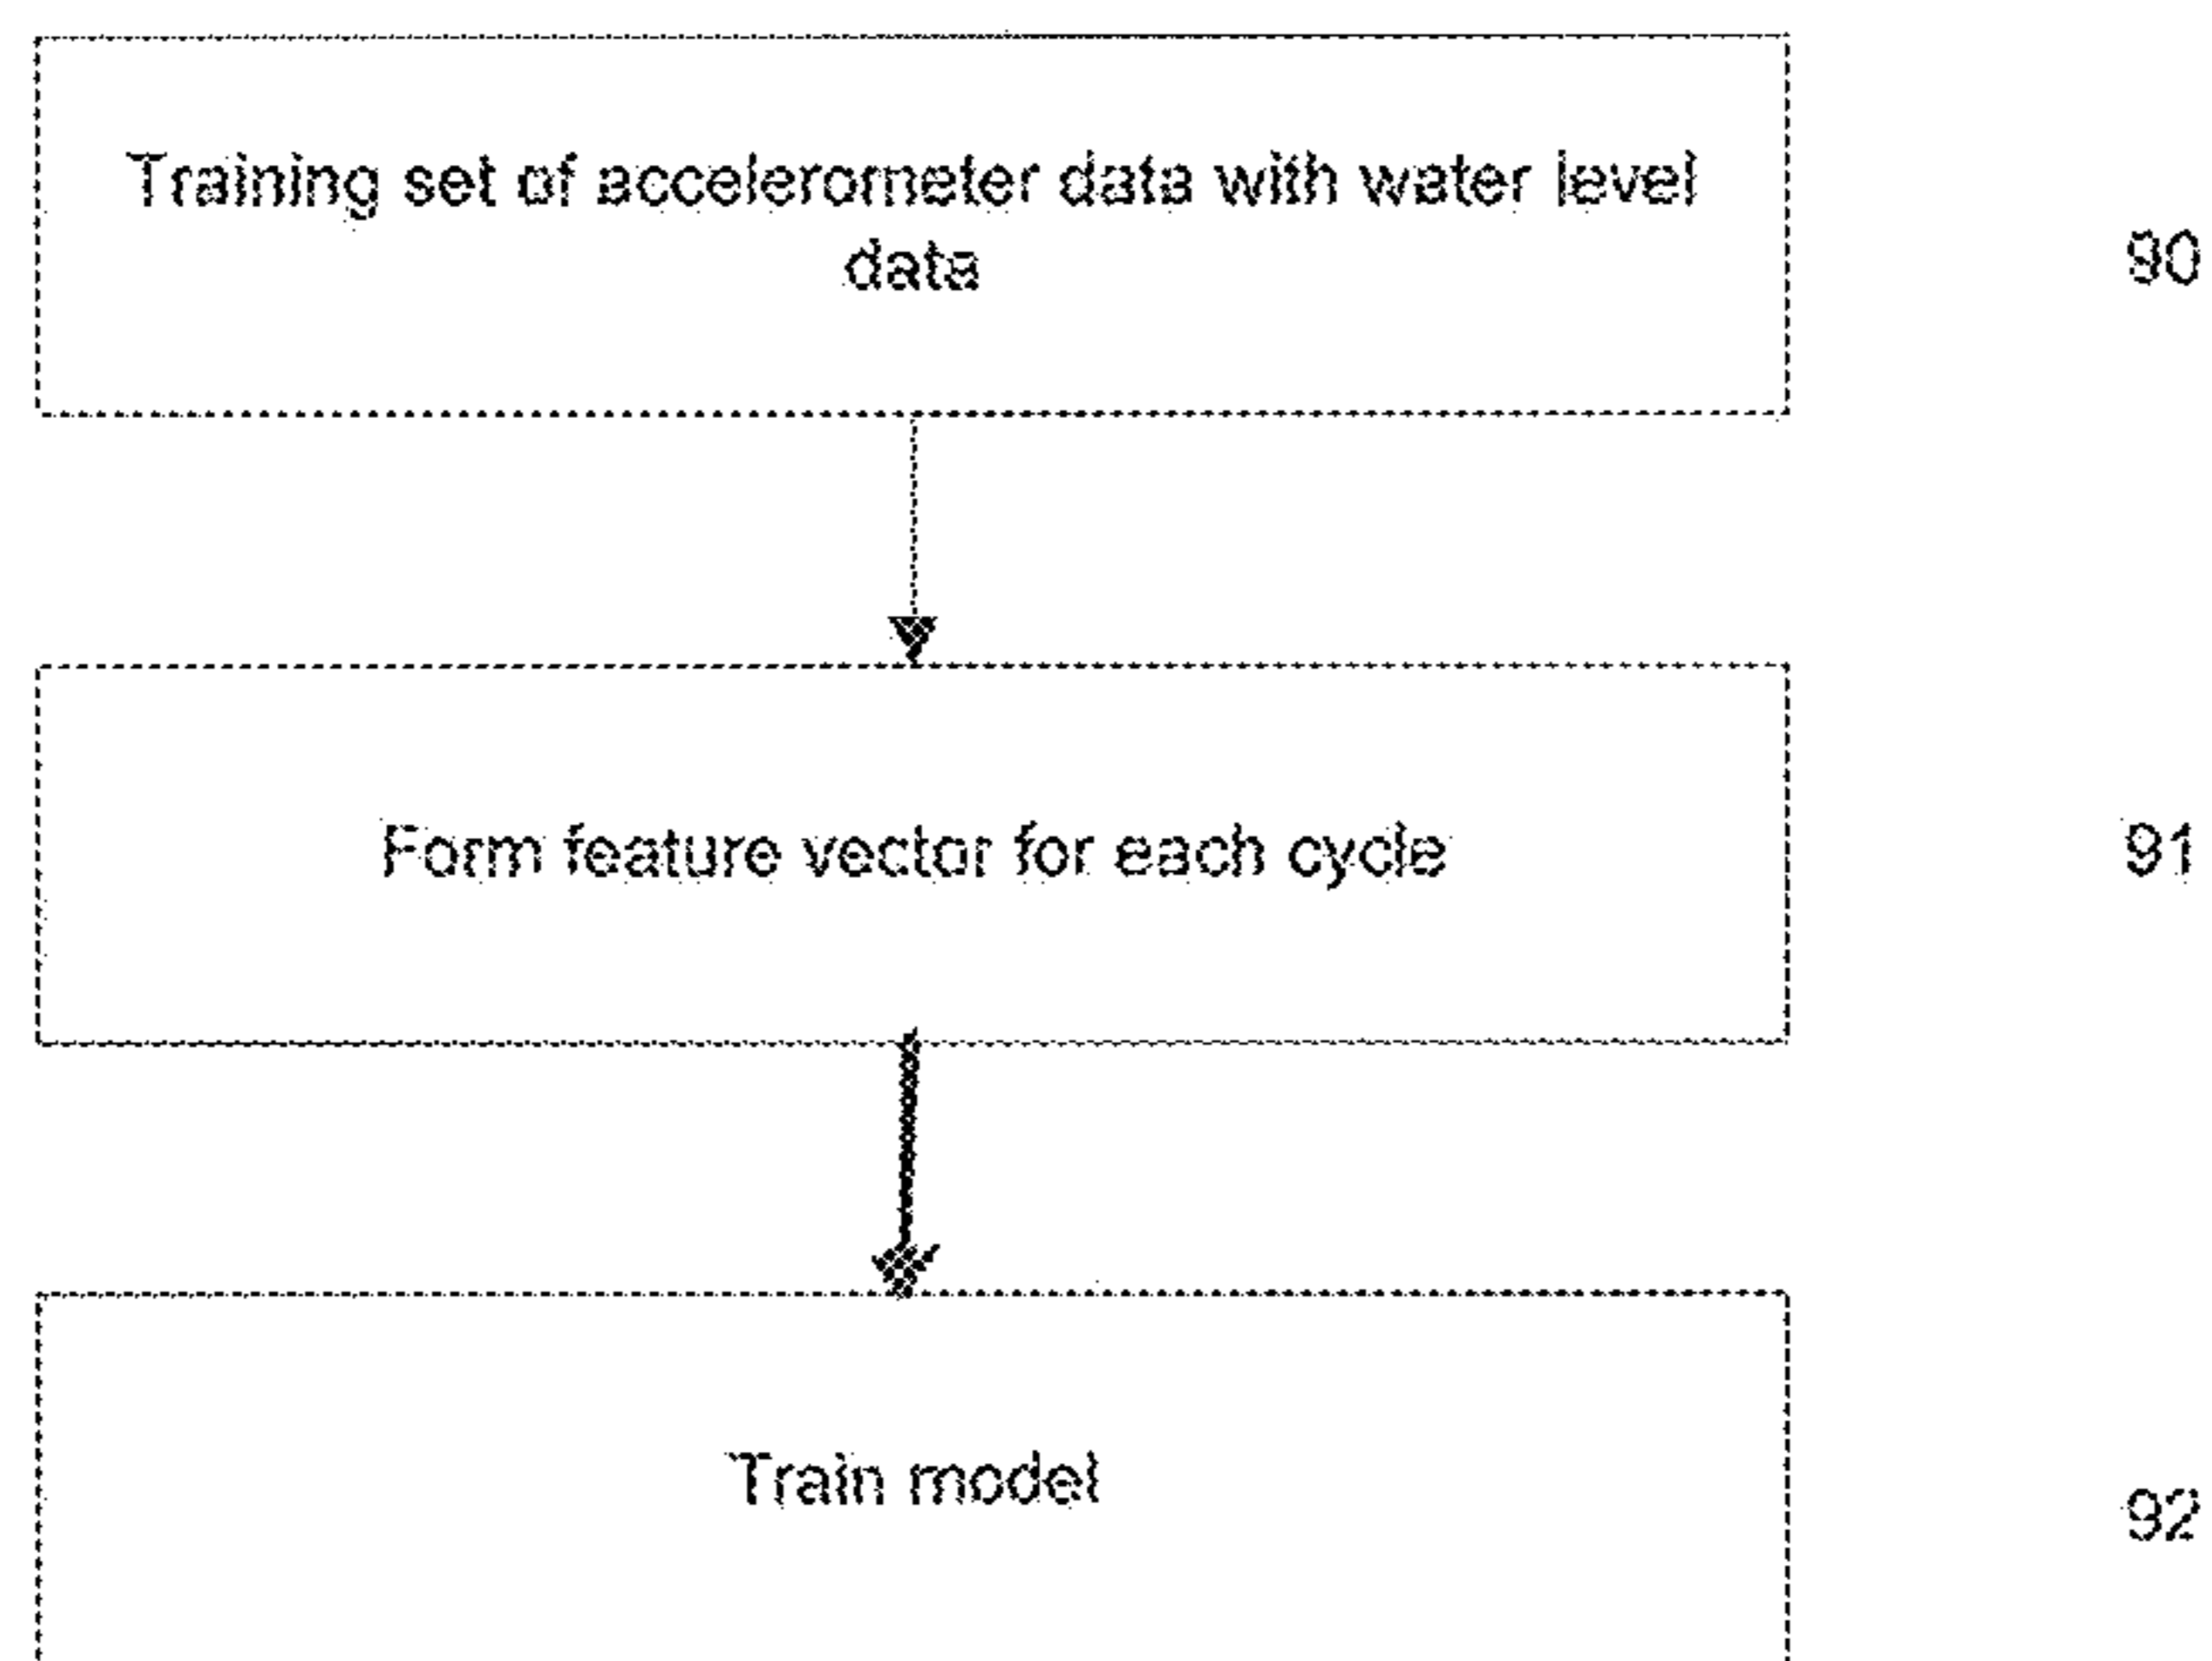 Training set of accelerometer data with water level
data
90
Form feature vector for each cycle
91
Train model
92